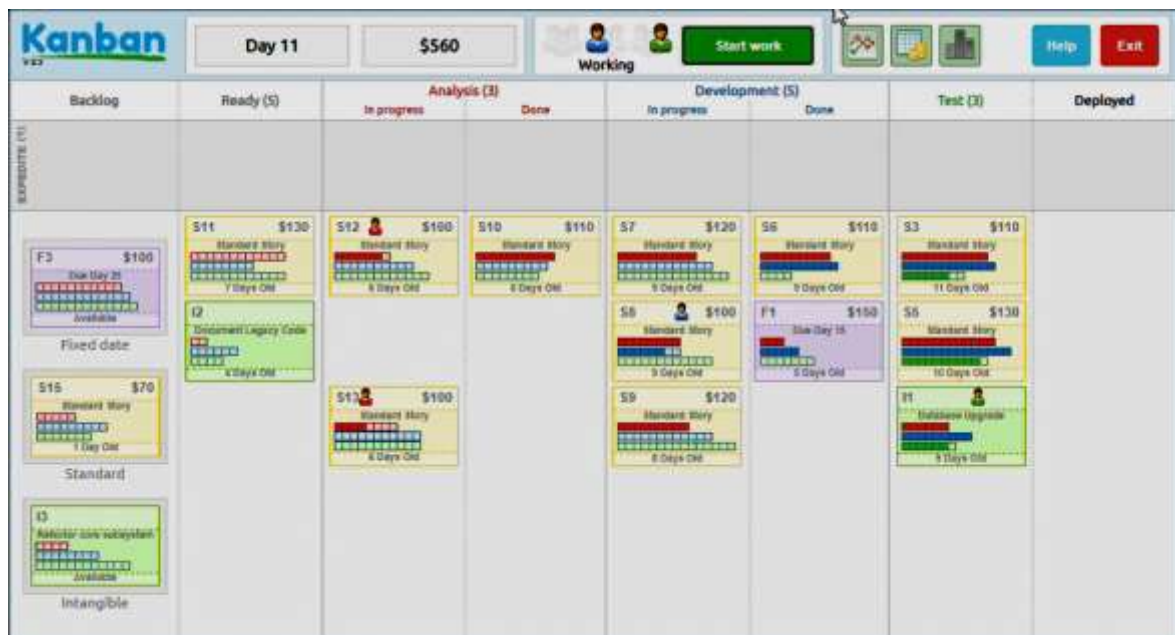 Kanban
Day 11
$560
Working
Start work
Help
Exit
Backlog
Ready (5)
Analysis (3)
In progress
Done
Development (5)
In progress
Done
Test (3)
Deployed
EXPEDITE (1)
F3 $100
Due Day 21
Available
Fixed date
S15 $70
Standard Story
1 Day Old
Standard
I3
Refactor core subsystem
Available
Intangible
S11 $130
Standard Story
7 Days Old
I2
Document Legacy Code
S12 $100
Standard Story
6 Days Old
S13 $100
Standard Story
6 Days Old
S10 $110
Standard Story
8 Days Old
S7 $120
Standard Story
9 Days Old
S8 $100
Standard Story
9 Days Old
S9 $120
Standard Story
8 Days Old
S6 $110
Standard Story
9 Days Old
F1 $150
Due Day 15
5 Days Old
S3 $110
Standard Story
11 Days Old
S5 $130
Standard Story
10 Days Old
I1
Database Upgrade
9 Days Old